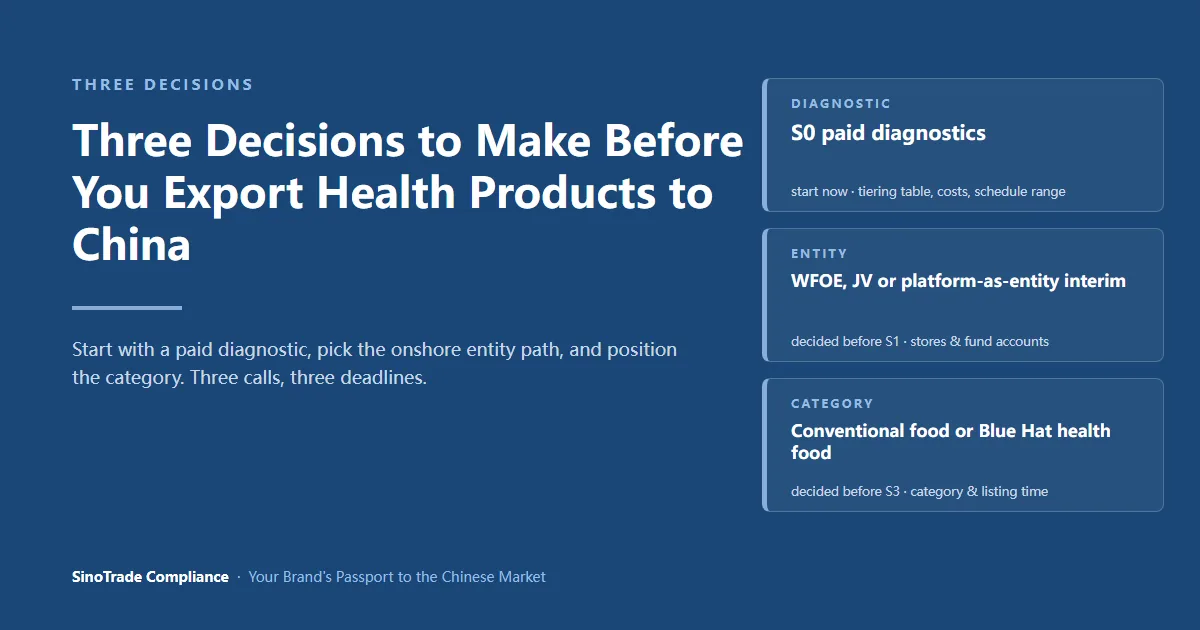 THREE DECISIONS
Three Decisions to Make Before
You Export Health Products to
China
Start with a paid diagnostic, pick the onshore entity path, and position
the category. Three calls, three deadlines.
DIAGNOSTIC
S0 paid diagnostics
start now · tiering table, costs, schedule range
ENTITY
WFOE, JV or platform-as-entity interim
decided before S1 · stores & fund accounts
CATEGORY
Conventional food or Blue Hat health
food
decided before S3 · category & listing time
SinoTrade Compliance · Your Brand's Passport to the Chinese Market